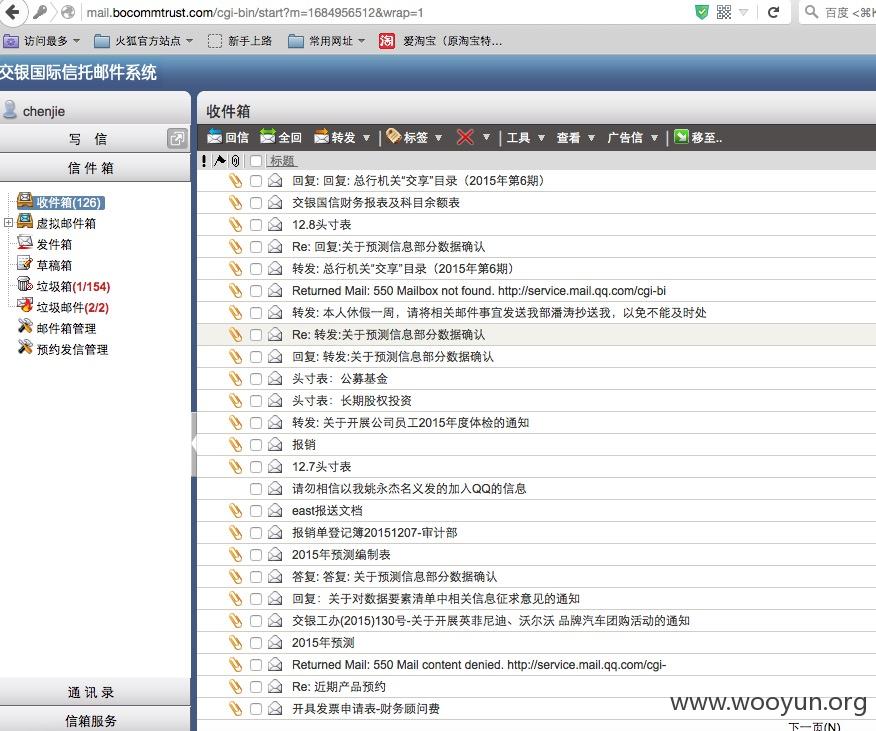 mail.bocommtrust.com/cgi-bin/start?m=1684956512&wrap=1
百度 <⌘K
访问最多 火狐官方站点 新手上路 常用网址 淘 爱淘宝（原淘宝特…
交银国际信托邮件系统
chenjie
写 信
信 件 箱
收件箱(126)
虚拟邮件箱
发件箱
草稿箱
垃圾箱(1/154)
垃圾邮件(2/2)
邮件箱管理
预约发信管理
通 讯 录
信箱服务
收件箱
回信 全回 转发 标签 工具 查看 广告信 移至..
标题
回复: 回复: 总行机关“交享”目录（2015年第6期）
交银国信财务报表及科目余额表
12.8头寸表
Re: 回复:关于预测信息部分数据确认
转发: 总行机关“交享”目录（2015年第6期）
Returned Mail: 550 Mailbox not found. http://service.mail.qq.com/cgi-bi
转发: 本人休假一周，请将相关邮件事宜发送我部潘涛抄送我，以免不能及时处
Re: 转发:关于预测信息部分数据确认
回复: 转发:关于预测信息部分数据确认
头寸表：公募基金
头寸表：长期股权投资
转发: 关于开展公司员工2015年度体检的通知
报销
12.7头寸表
请勿相信以我姚永杰名义发的加入QQ的信息
east报送文档
报销单登记簿20151207-审计部
2015年预测编制表
答复: 答复: 关于预测信息部分数据确认
回复：关于对数据要素清单中相关信息征求意见的通知
交银工办(2015)130号-关于开展英菲尼迪、沃尔沃 品牌汽车团购活动的通知
2015年预测
Returned Mail: 550 Mail content denied. http://service.mail.qq.com/cgi-
Re: 近期产品预约
开具发票申请表-财务顾问费
www.wooyun.org
下一页(N)